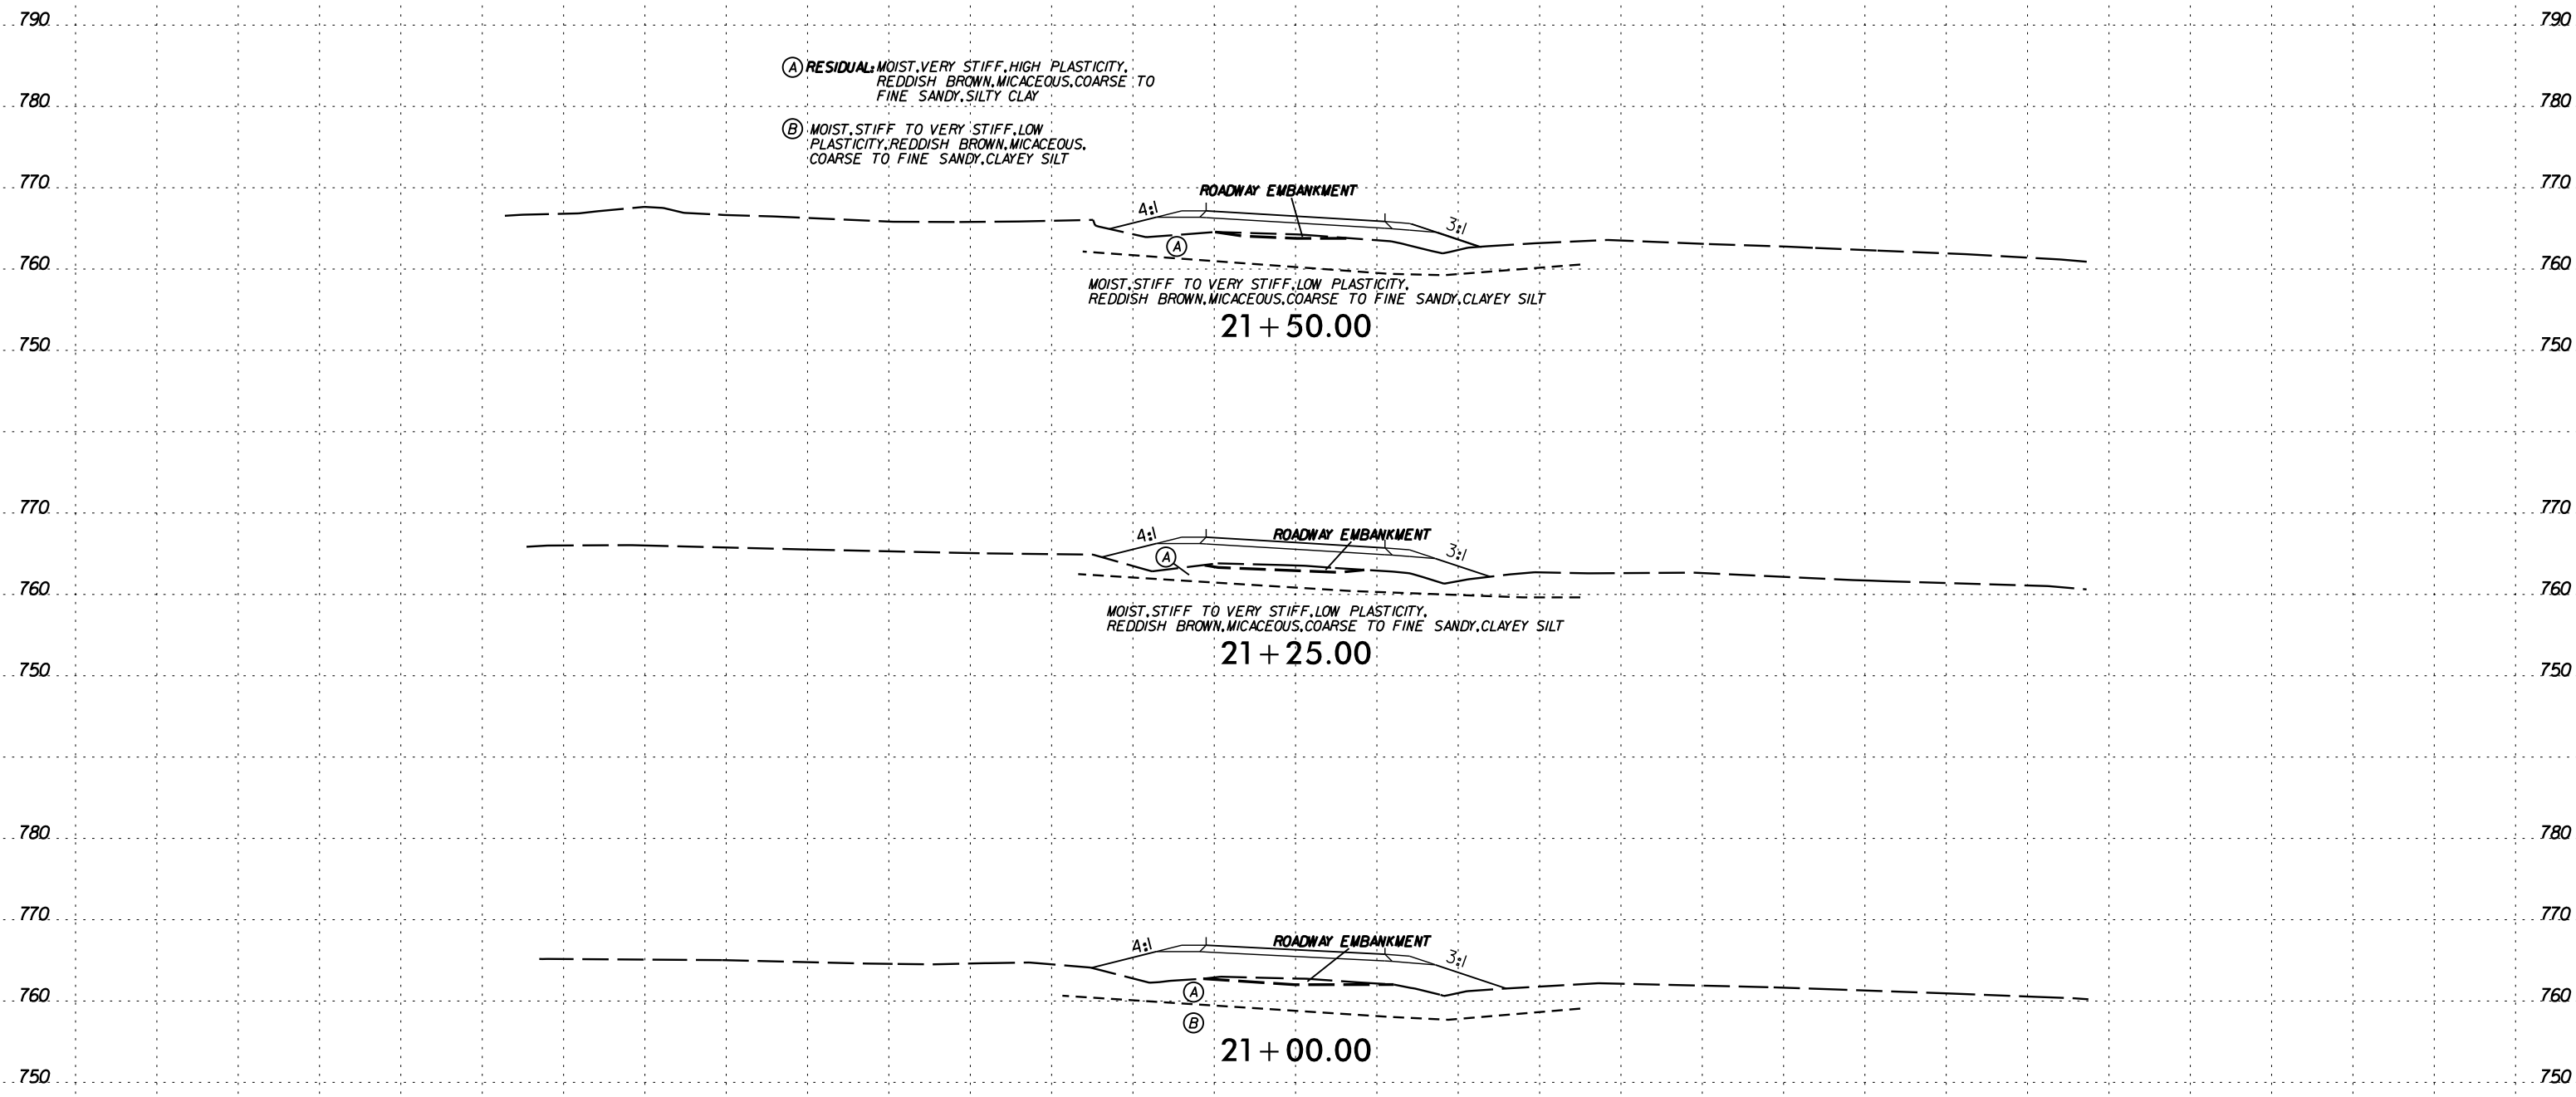 790 790
Ⓐ RESIDUAL: MOIST, VERY STIFF, HIGH PLASTICITY,
REDDISH BROWN, MICACEOUS, COARSE TO
FINE SANDY, SILTY CLAY
780 780
Ⓑ MOIST, STIFF TO VERY STIFF, LOW
PLASTICITY, REDDISH BROWN, MICACEOUS,
COARSE TO FINE SANDY, CLAYEY SILT
770 770
ROADWAY EMBANKMENT
4:1 3:1
Ⓐ
760 760
MOIST, STIFF TO VERY STIFF, LOW PLASTICITY,
REDDISH BROWN, MICACEOUS, COARSE TO FINE SANDY, CLAYEY SILT
21+50.00
750 750
770 770
4:1 ROADWAY EMBANKMENT 3:1
Ⓐ
760 760
MOIST, STIFF TO VERY STIFF, LOW PLASTICITY,
REDDISH BROWN, MICACEOUS, COARSE TO FINE SANDY, CLAYEY SILT
21+25.00
750 750
780 780
770 770
4:1 ROADWAY EMBANKMENT 3:1
Ⓐ
760 760
Ⓑ
21+00.00
750 750